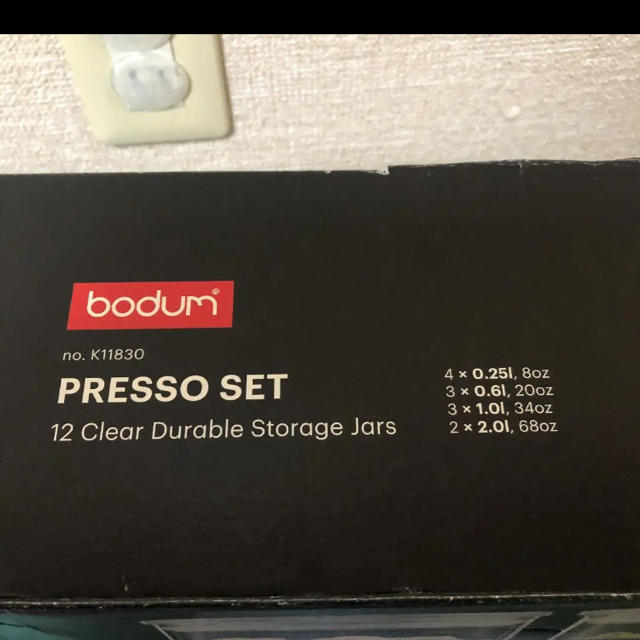 bodum®
no. K11830
PRESSO SET
12 Clear Durable Storage Jars
4 × 0.25l, 8oz
3 × 0.6l, 20oz
3 × 1.0l, 34oz
2 × 2.0l, 68oz